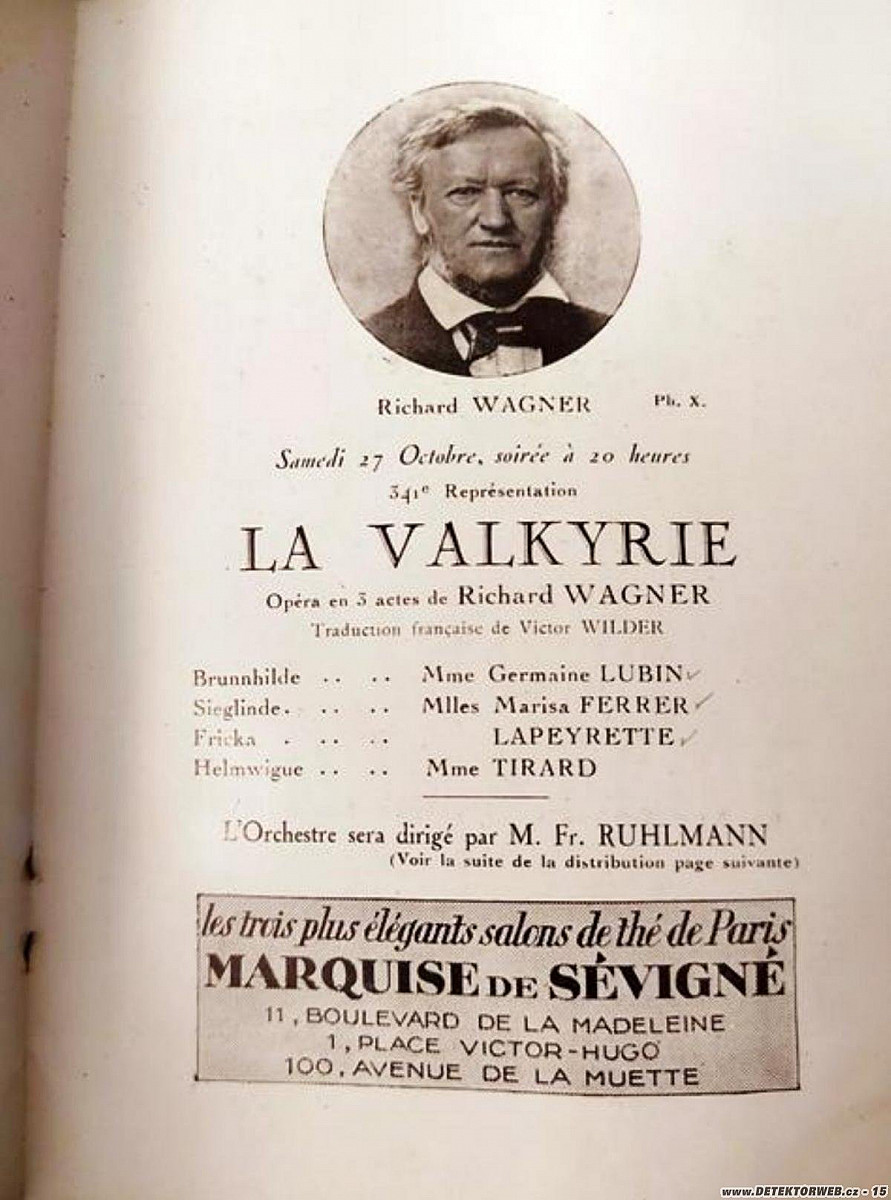 Richard WAGNER
Ph. X.
Samedi 27 Octobre, soirée à 20 heures
341e Représentation
LA VALKYRIE
Opéra en 3 actes de Richard WAGNER
Traduction française de Victor WILDER
Brunnhilde .. .. Mme Germaine LUBIN
Sieglinde. .. .. Mlles Marisa FERRER
Fricka . .. .. LAPEYRETTE
Helmwigue .. .. Mme TIRARD
L'Orchestre sera dirigé par M. Fr. RUHLMANN
(Voir la suite de la distribution page suivante)
les trois plus élégants salons de thé de Paris
MARQUISE DE SÉVIGNÉ
11, BOULEVARD DE LA MADELEINE
1, PLACE VICTOR-HUGO
100, AVENUE DE LA MUETTE
www.DETEKTORWEB.cz - 15